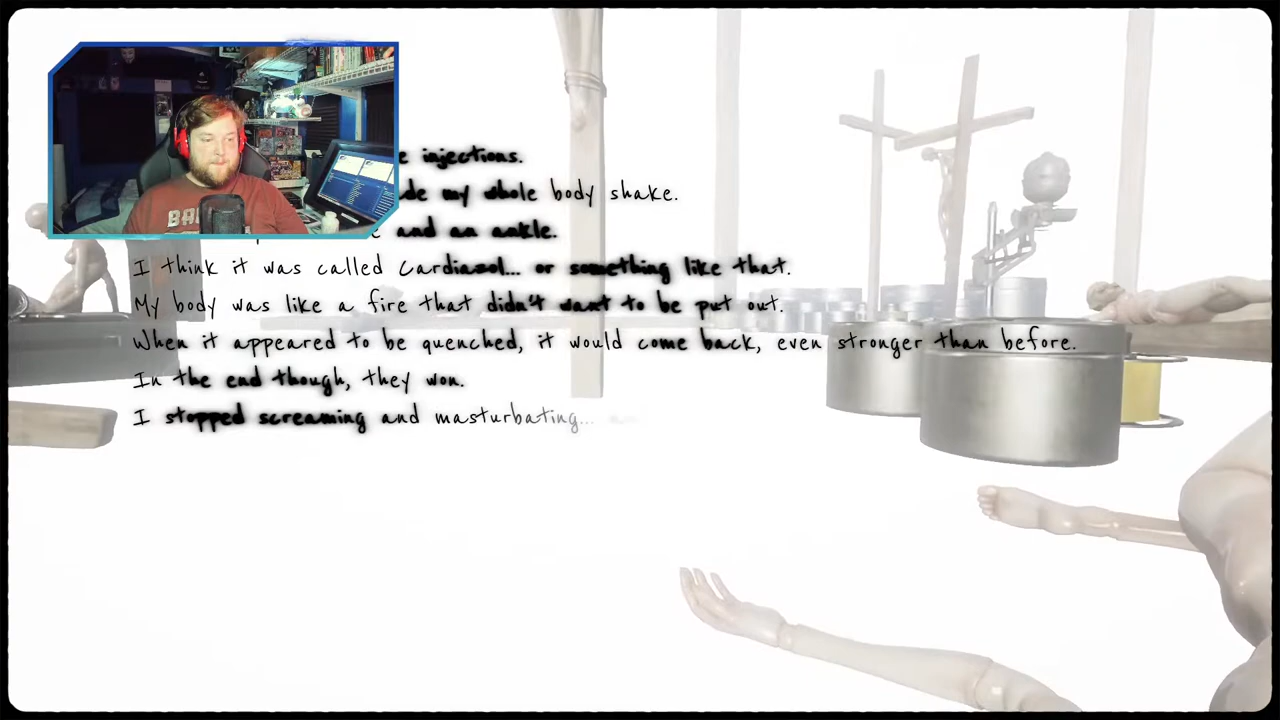 injections.
my whole body shake.
and an ankle.
I think it was called Cardiazol... or something like that.
My body was like a fire that didn't want to be put out.
When it appeared to be quenched, it would come back, even stronger than before.
In the end though, they won.
I stopped screaming and masturbating...